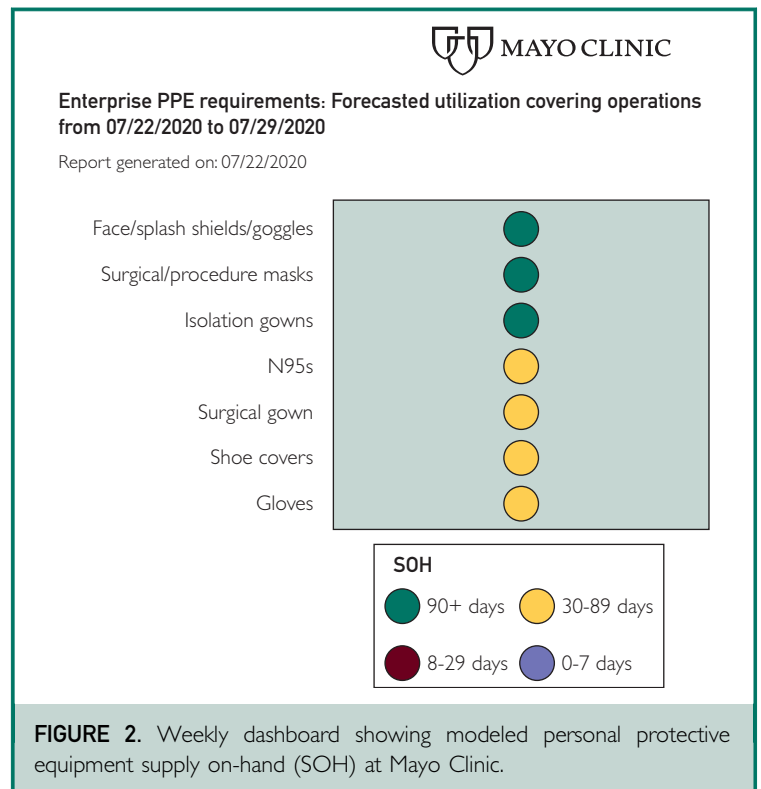 MAYO CLINIC
Enterprise PPE requirements: Forecasted utilization covering operations
from 07/22/2020 to 07/29/2020
Report generated on: 07/22/2020
Face/splash shields/goggles
Surgical/procedure masks
Isolation gowns
N95s
Surgical gown
Shoe covers
Gloves
SOH
90+ days 30-89 days
8-29 days 0-7 days
FIGURE 2. Weekly dashboard showing modeled personal protective
equipment supply on-hand (SOH) at Mayo Clinic.